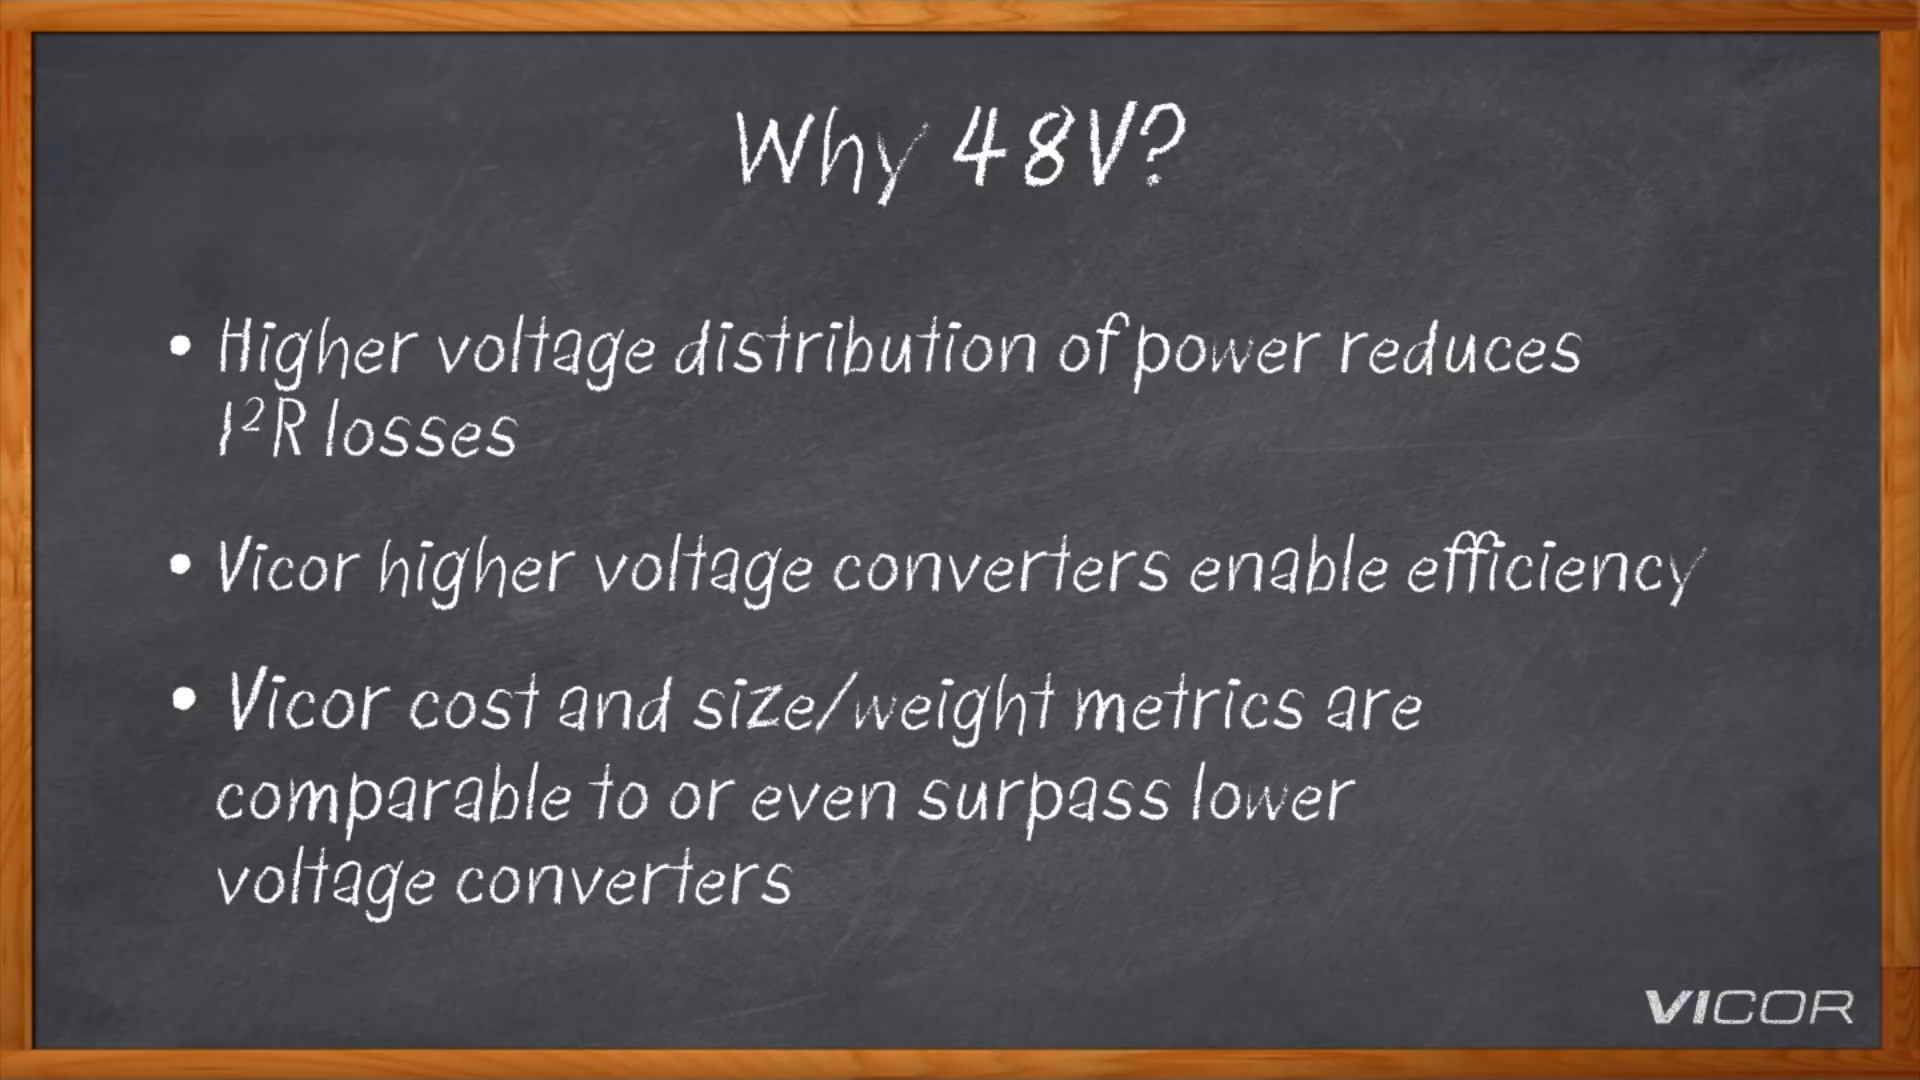 Why 48V?
• Higher voltage distribution of power reduces
I²R losses
• Vicor higher voltage converters enable efficiency
• Vicor cost and size/weight metrics are
comparable to or even surpass lower
voltage converters
VICOR